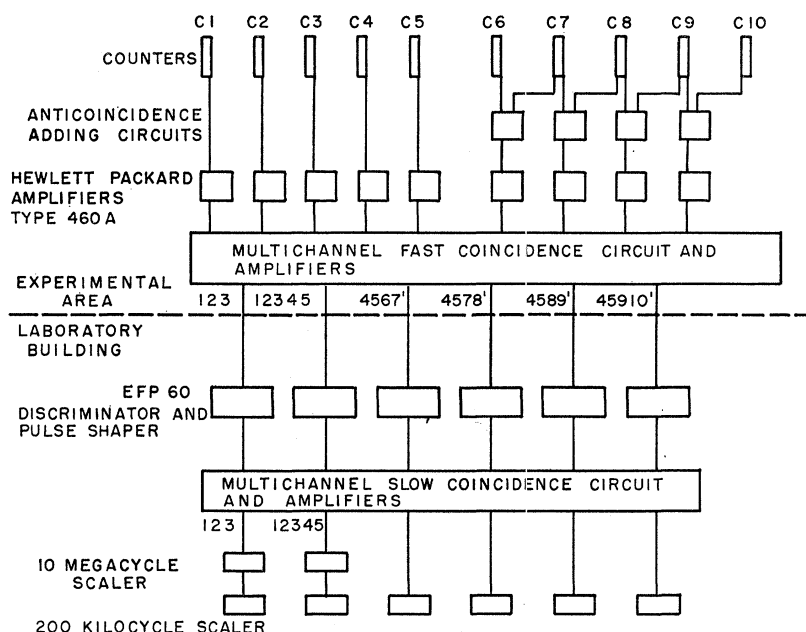 C1 C2 C3 C4 C5 C6 C7 C8 C9 C10
COUNTERS
ANTICOINCIDENCE
ADDING CIRCUITS
HEWLETT PACKARD
AMPLIFIERS
TYPE 460A
MULTICHANNEL FAST COINCIDENCE CIRCUIT AND
AMPLIFIERS
EXPERIMENTAL
AREA
123 12345 4567' 4578' 4589' 45910'
LABORATORY
BUILDING
EFP 60
DISCRIMINATOR AND
PULSE SHAPER
MULTICHANNEL SLOW COINCIDENCE CIRCUIT
AND AMPLIFIERS
123 12345
10 MEGACYCLE
SCALER
200 KILOCYCLE SCALER